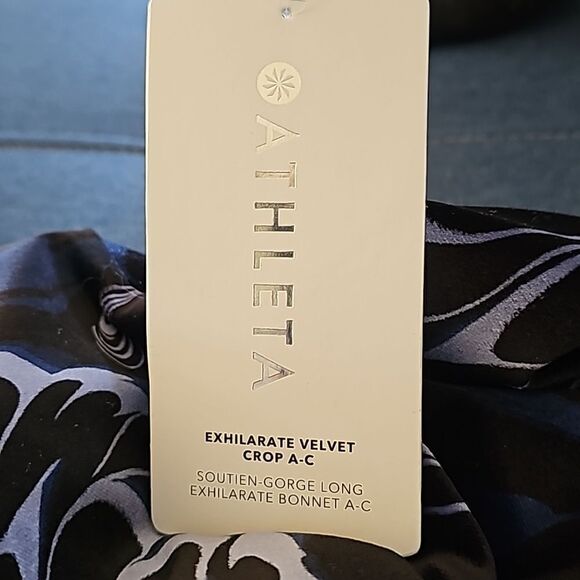 ATHLETA
EXHILARATE VELVET
CROP A-C
SOUTIEN-GORGE LONG
EXHILARATE BONNET A-C